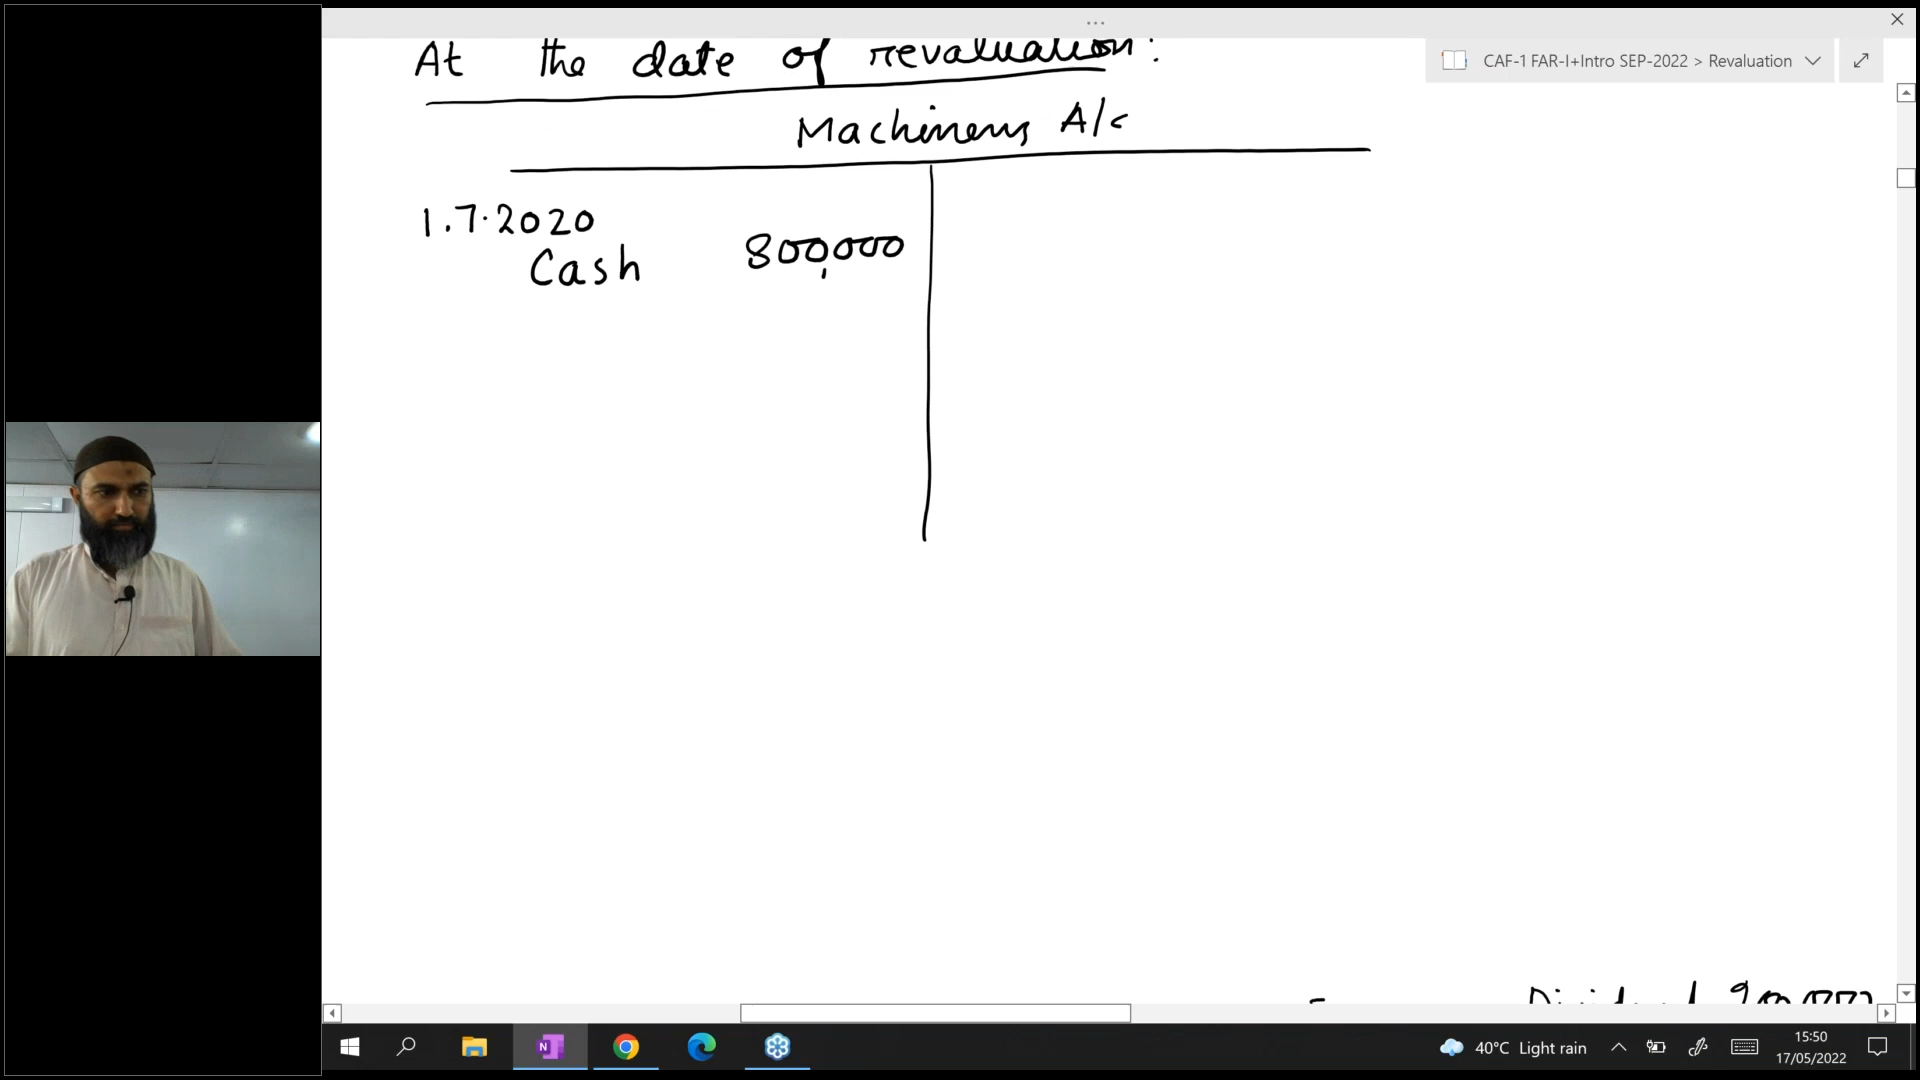 CAF-1 FAR-I+Intro SEP-2022 > Revaluation
At the date of revaluation:
Machinery A/c
1.7.2020
Cash 800,000
40°C Light rain
15:50
17/05/2022